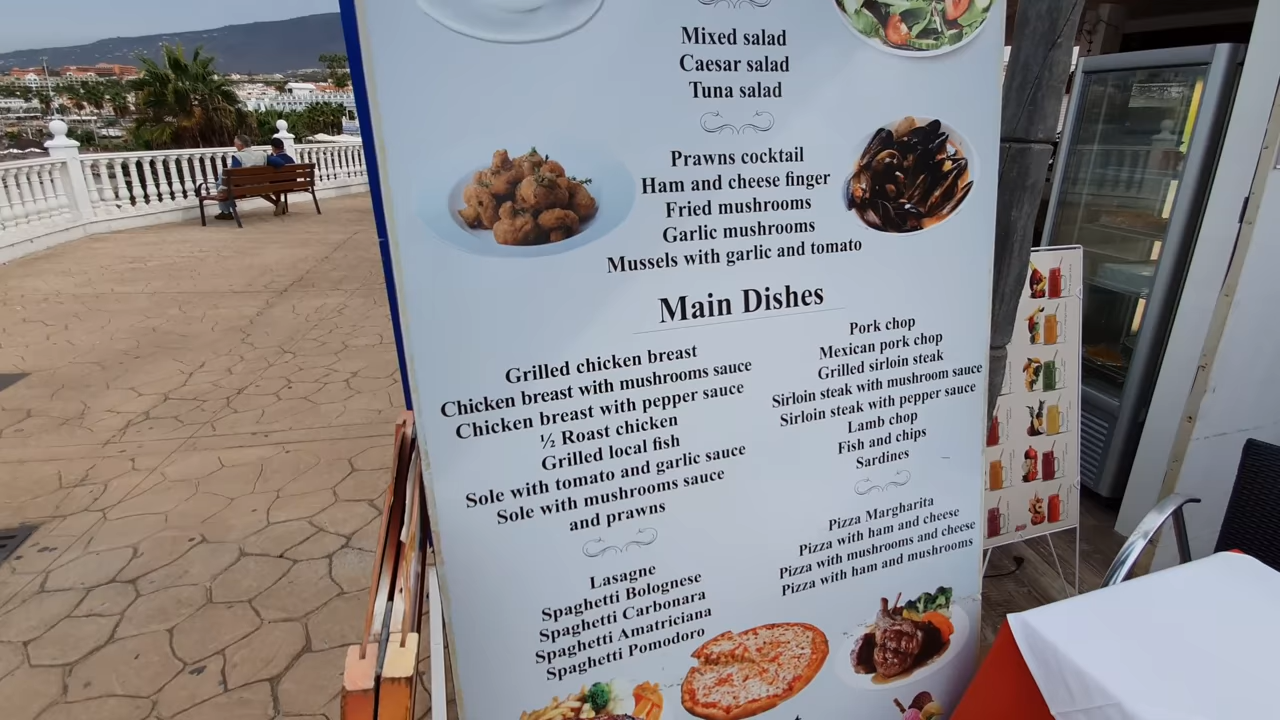 Mixed salad
Caesar salad
Tuna salad
Prawns cocktail
Ham and cheese finger
Fried mushrooms
Garlic mushrooms
Mussels with garlic and tomato
Main Dishes
Grilled chicken breast
Chicken breast with mushrooms sauce
Chicken breast with pepper sauce
½ Roast chicken
Grilled local fish
Sole with tomato and garlic sauce
Sole with mushrooms sauce
and prawns
Lasagne
Spaghetti Bolognese
Spaghetti Carbonara
Spaghetti Amatriciana
Spaghetti Pomodoro
Pork chop
Mexican pork chop
Grilled sirloin steak
Sirloin steak with mushroom sauce
Sirloin steak with pepper sauce
Lamb chop
Fish and chips
Sardines
Pizza Margharita
Pizza with ham and cheese
Pizza with mushrooms and cheese
Pizza with ham and mushrooms